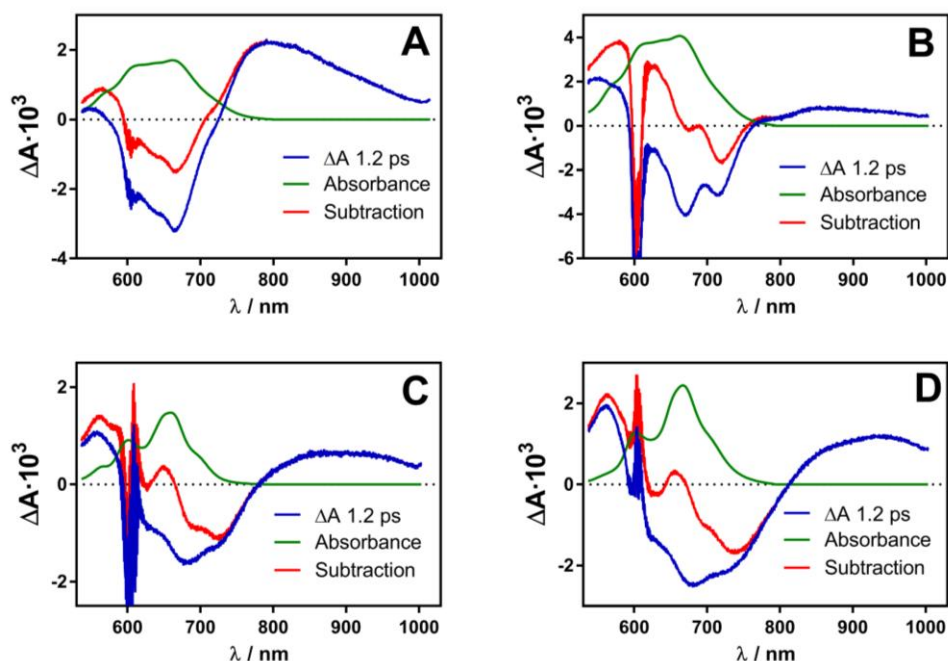 A
ΔA·10³
2
0
-2
-4
ΔA 1.2 ps
Absorbance
Subtraction
600 700 800 900 1000
λ / nm
B
ΔA·10³
4
2
0
-2
-4
-6
ΔA 1.2 ps
Absorbance
Subtraction
600 700 800 900 1000
λ / nm
C
ΔA·10³
2
0
-2
ΔA 1.2 ps
Absorbance
Subtraction
600 700 800 900 1000
λ / nm
D
ΔA·10³
2
0
-2
ΔA 1.2 ps
Absorbance
Subtraction
600 700 800 900 1000
λ / nm